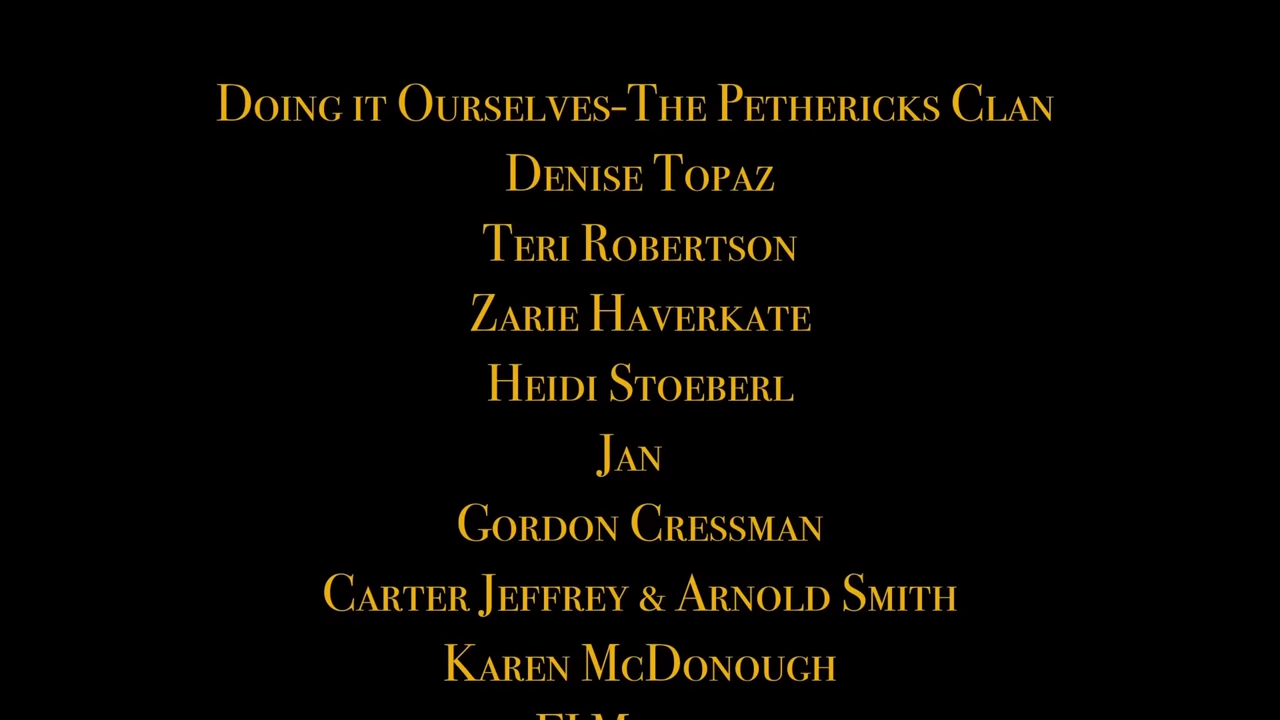 Doing it Ourselves-The Pethericks Clan
Denise Topaz
Teri Robertson
Zarie Haverkate
Heidi Stoeberl
Jan
Gordon Cressman
Carter Jeffrey & Arnold Smith
Karen McDonough